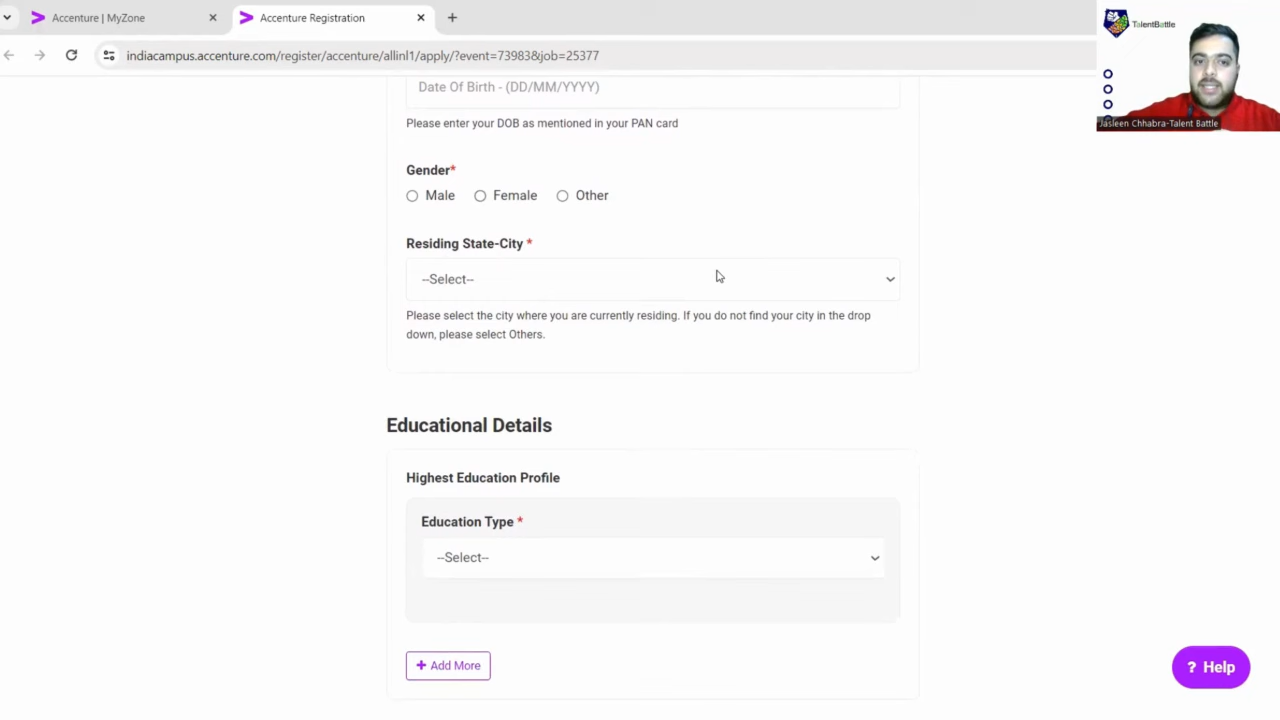 Accenture | MyZone
Accenture Registration
indiacampus.accenture.com/register/accenture/allinl1/apply/?event=73983&job=25377
TalentBattle
Jasleen Chhabra-Talent Battle
Date Of Birth - (DD/MM/YYYY)
Please enter your DOB as mentioned in your PAN card
Gender*
Male Female Other
Residing State-City *
--Select--
Please select the city where you are currently residing. If you do not find your city in the drop
down, please select Others.
Educational Details
Highest Education Profile
Education Type *
--Select--
+ Add More
? Help